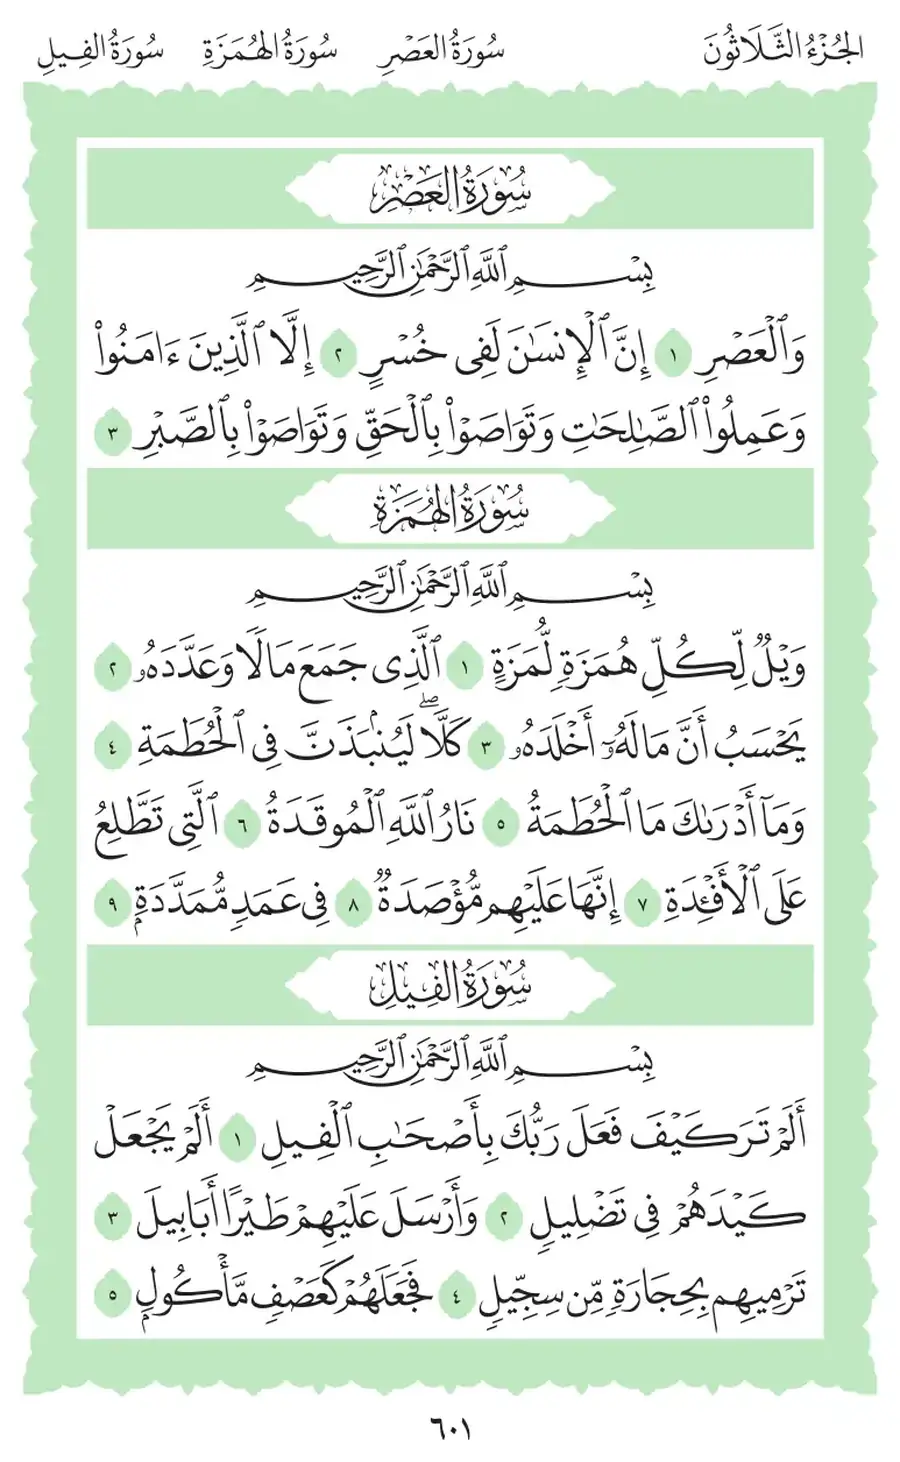 الجُزْءُ الثَّلَاثُونَ سُورَةُ العَصْرِ سُورَةُ الهُمَزَةِ سُورَةُ الفِيلِ
سُورَةُ العَصْرِ
بِسْمِ ٱللَّهِ ٱلرَّحْمَٰنِ ٱلرَّحِيمِ
وَٱلْعَصْرِ ١ إِنَّ ٱلْإِنسَٰنَ لَفِى خُسْرٍ ٢ إِلَّا ٱلَّذِينَ ءَامَنُوا۟
وَعَمِلُوا۟ ٱلصَّٰلِحَٰتِ وَتَوَاصَوْا۟ بِٱلْحَقِّ وَتَوَاصَوْا۟ بِٱلصَّبْرِ ٣
سُورَةُ الهُمَزَةِ
بِسْمِ ٱللَّهِ ٱلرَّحْمَٰنِ ٱلرَّحِيمِ
وَيْلٌ لِّكُلِّ هُمَزَةٍ لُّمَزَةٍ ١ ٱلَّذِى جَمَعَ مَالًا وَعَدَّدَهُۥ ٢
يَحْسَبُ أَنَّ مَالَهُۥٓ أَخْلَدَهُۥ ٣ كَلَّا ۖ لَيُنۢبَذَنَّ فِى ٱلْحُطَمَةِ ٤
وَمَآ أَدْرَىٰكَ مَا ٱلْحُطَمَةُ ٥ نَارُ ٱللَّهِ ٱلْمُوقَدَةُ ٦ ٱلَّتِى تَطَّلِعُ
عَلَى ٱلْأَفْـِٔدَةِ ٧ إِنَّهَا عَلَيْهِم مُّؤْصَدَةٌ ٨ فِى عَمَدٍ مُّمَدَّدَةٍۭ ٩
سُورَةُ الفِيلِ
بِسْمِ ٱللَّهِ ٱلرَّحْمَٰنِ ٱلرَّحِيمِ
أَلَمْ تَرَ كَيْفَ فَعَلَ رَبُّكَ بِأَصْحَٰبِ ٱلْفِيلِ ١ أَلَمْ يَجْعَلْ
كَيْدَهُمْ فِى تَضْلِيلٍ ٢ وَأَرْسَلَ عَلَيْهِمْ طَيْرًا أَبَابِيلَ ٣
تَرْمِيهِم بِحِجَارَةٍ مِّن سِجِّيلٍ ٤ فَجَعَلَهُمْ كَعَصْفٍ مَّأْكُولٍۭ ٥
٦٠١